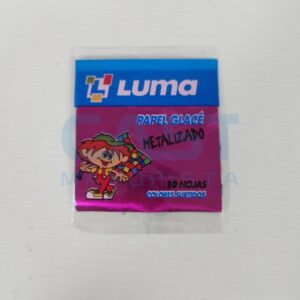 LUMA
PAPEL GLACÉ
METALIZADO
10 HOJAS
COLORES SURTIDOS